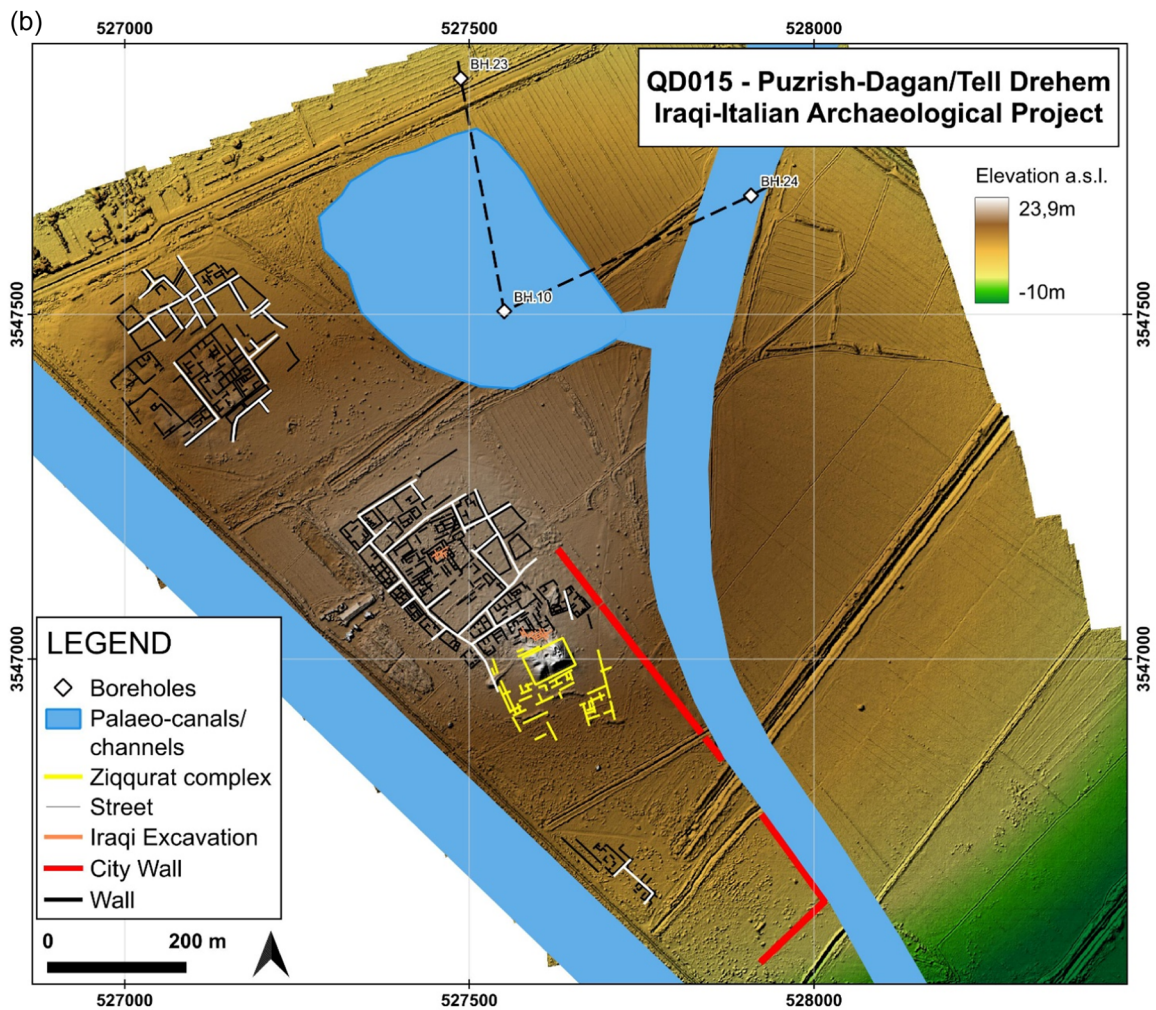 (b)
527000 527500 528000
BH.23
QD015 - Puzrish-Dagan/Tell Drehem
Iraqi-Italian Archaeological Project
BH.24
Elevation a.s.l.
23,9m
-10m
BH.10
3547500 3547500
3547000 3547000
LEGEND
Boreholes
Palaeo-canals/
channels
Ziqqurat complex
Street
Iraqi Excavation
City Wall
Wall
0 200 m
527000 527500 528000